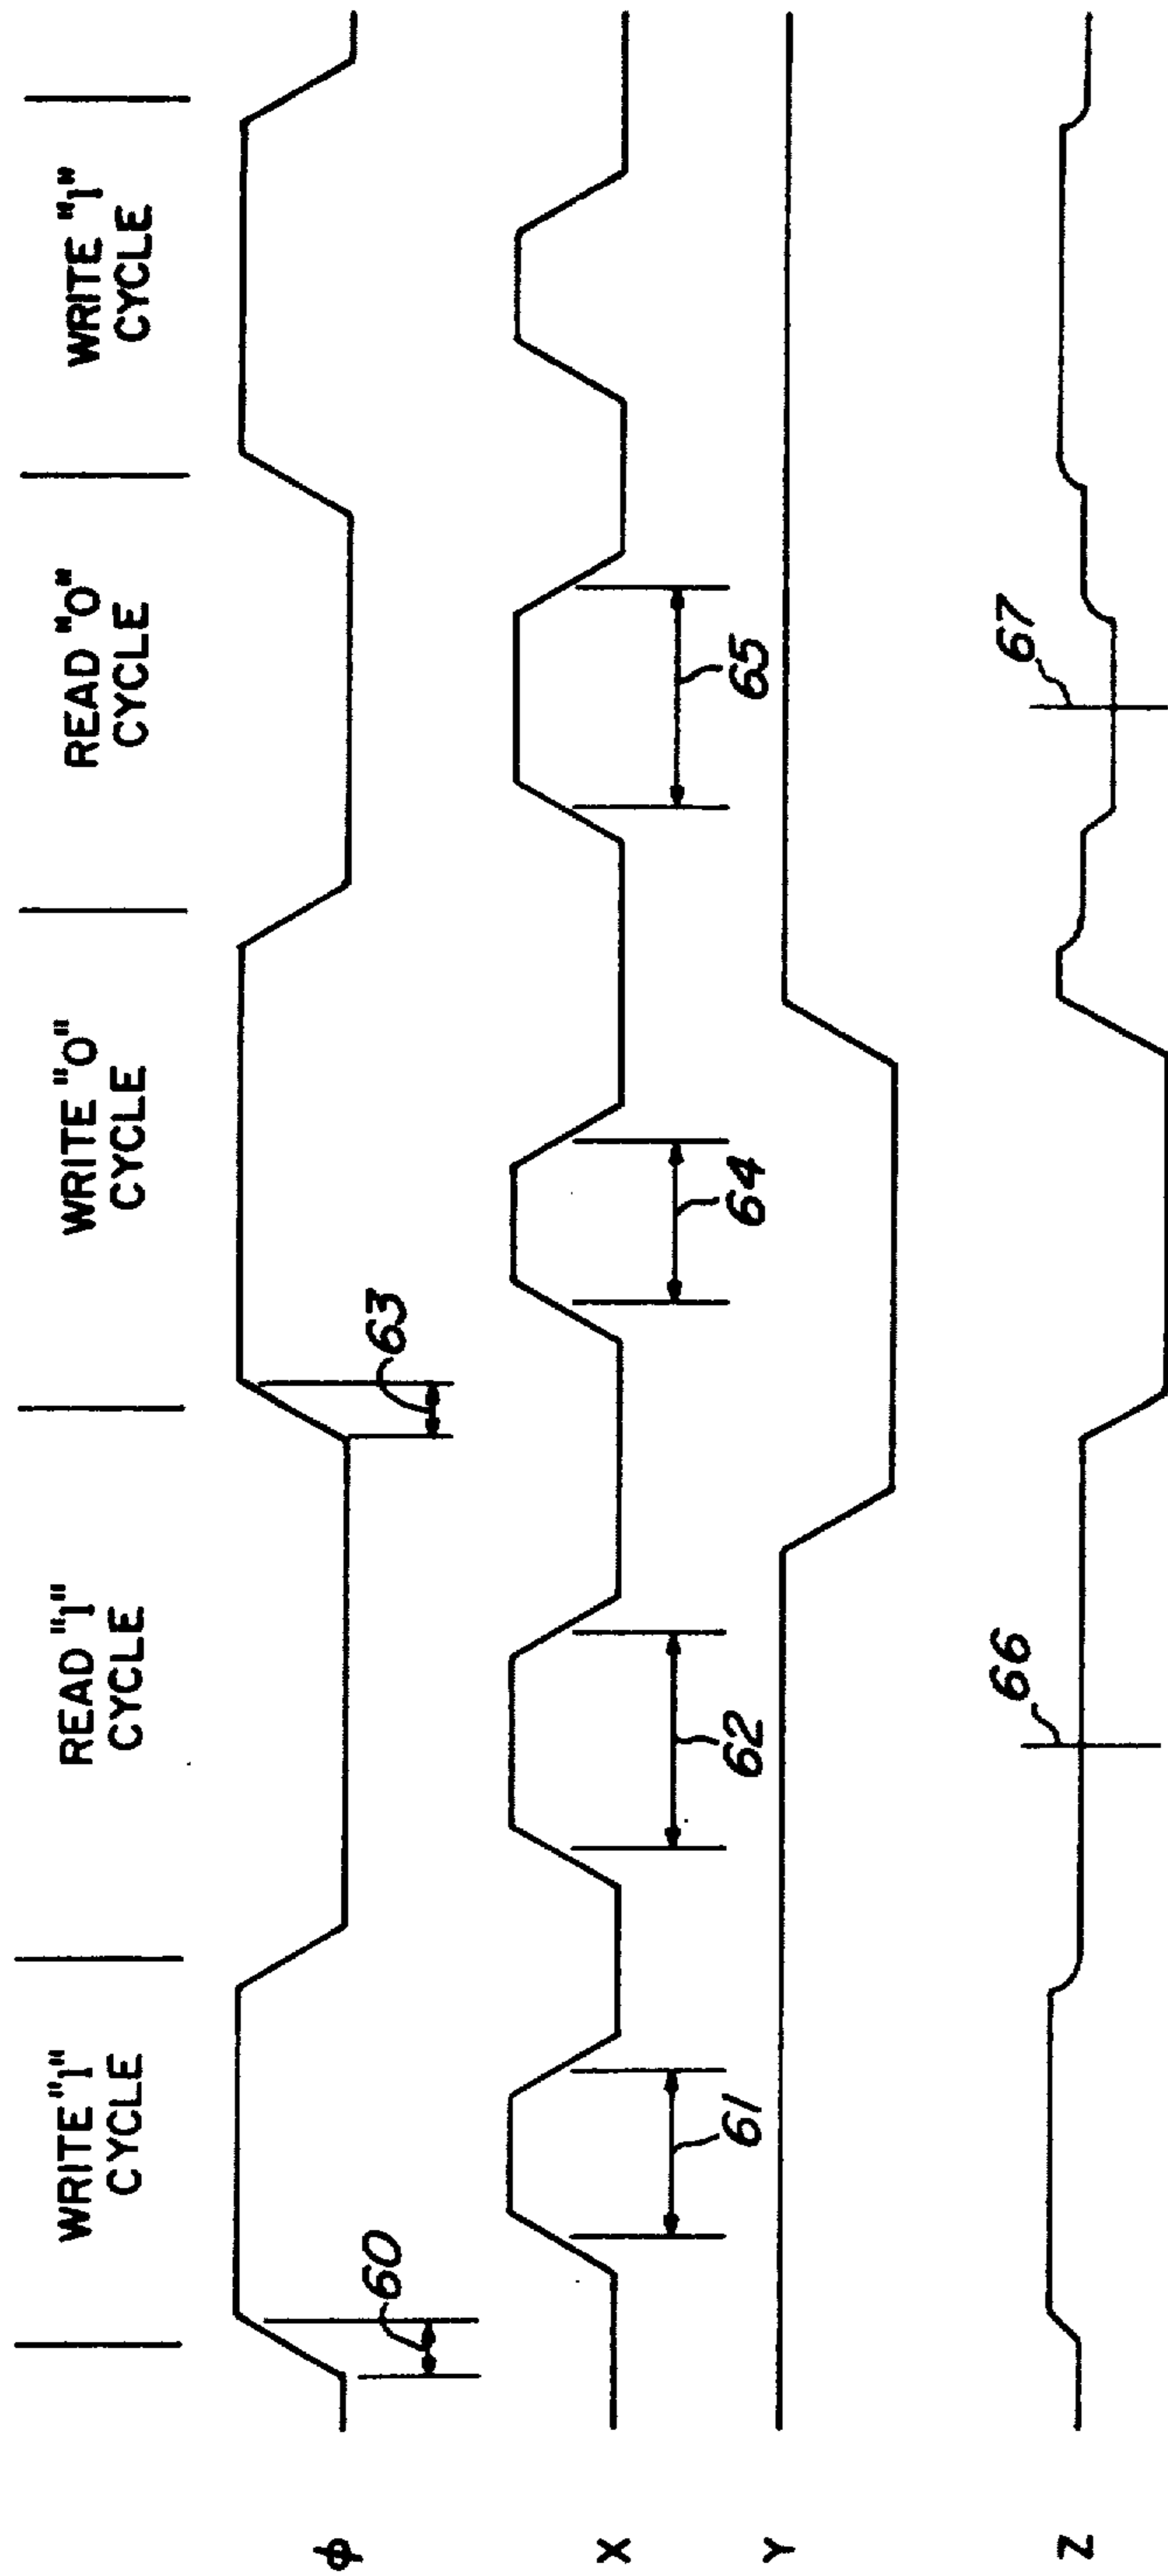 WRITE "1"
CYCLE
READ "1"
CYCLE
WRITE "0"
CYCLE
READ "0"
CYCLE
WRITE "1"
CYCLE
ϕ
60
63
X
61
62
64
65
Y
Z
66
67